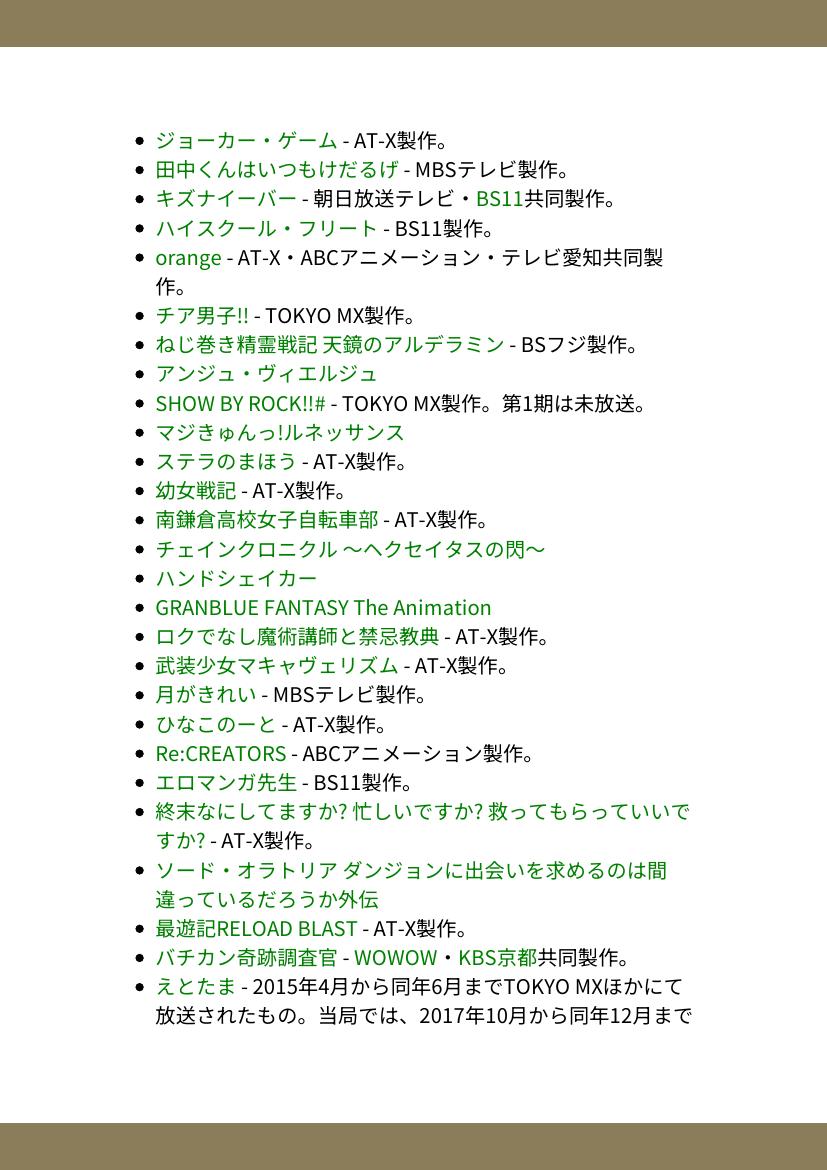 • ジョーカー・ゲーム - AT-X製作。
• 田中くんはいつもけだるげ - MBSテレビ製作。
• キズナイーバー - 朝日放送テレビ・BS11共同製作。
• ハイスクール・フリート - BS11製作。
• orange - AT-X・ABCアニメーション・テレビ愛知共同製
作。
• チア男子!! - TOKYO MX製作。
• ねじ巻き精霊戦記 天鏡のアルデラミン - BSフジ製作。
• アンジュ・ヴィエルジュ
• SHOW BY ROCK!!# - TOKYO MX製作。第1期は未放送。
• マジきゅんっ!ルネッサンス
• ステラのまほう - AT-X製作。
• 幼女戦記 - AT-X製作。
• 南鎌倉高校女子自転車部 - AT-X製作。
• チェインクロニクル 〜ヘクセイタスの閃〜
• ハンドシェイカー
• GRANBLUE FANTASY The Animation
• ロクでなし魔術講師と禁忌教典 - AT-X製作。
• 武装少女マキャヴェリズム - AT-X製作。
• 月がきれい - MBSテレビ製作。
• ひなこのーと - AT-X製作。
• Re:CREATORS - ABCアニメーション製作。
• エロマンガ先生 - BS11製作。
• 終末なにしてますか? 忙しいですか? 救ってもらっていいで
すか? - AT-X製作。
• ソード・オラトリア ダンジョンに出会いを求めるのは間
違っているだろうか外伝
• 最遊記RELOAD BLAST - AT-X製作。
• バチカン奇跡調査官 - WOWOW・KBS京都共同製作。
• えとたま - 2015年4月から同年6月までTOKYO MXほかにて
放送されたもの。当局では、2017年10月から同年12月まで